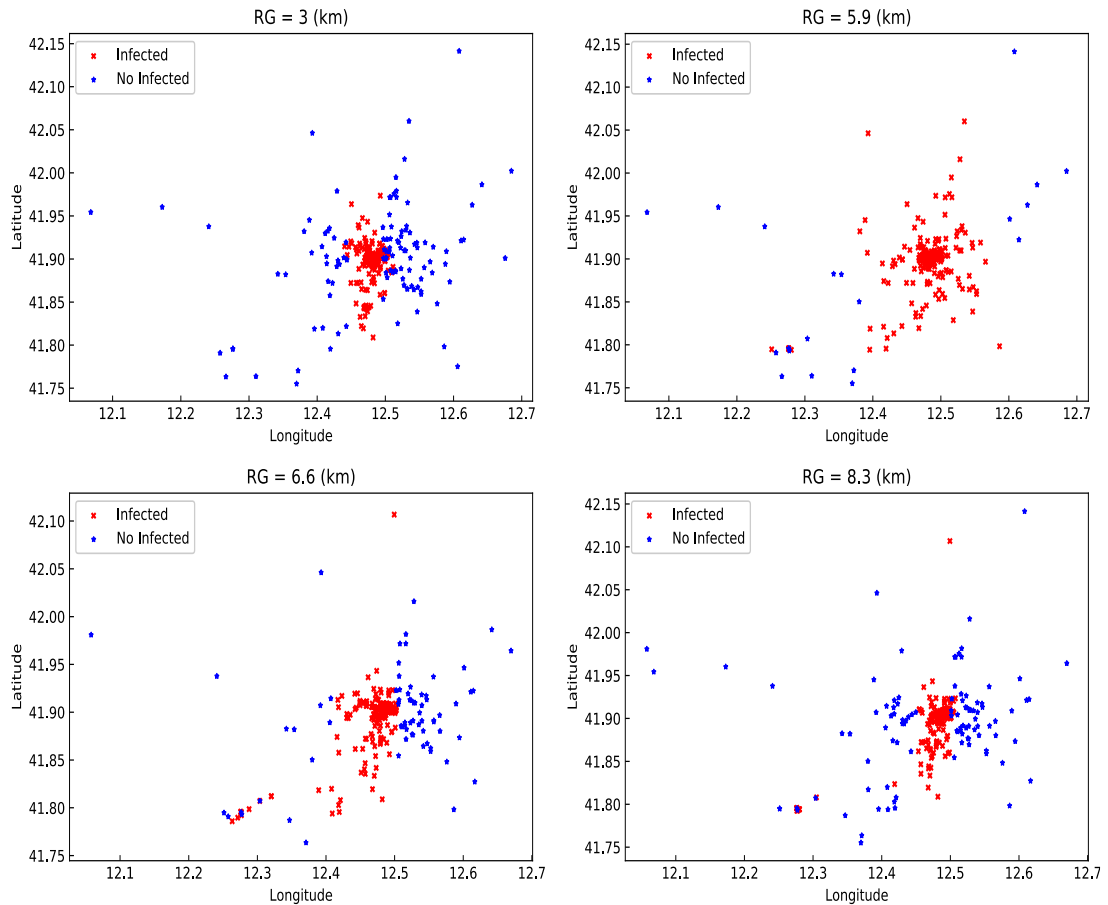 RG = 3 (km)
Infected
No Infected
42.15
42.10
42.05
42.00
41.95
41.90
41.85
41.80
41.75
Latitude
12.1 12.2 12.3 12.4 12.5 12.6 12.7
Longitude
RG = 5.9 (km)
Infected
No Infected
42.15
42.10
42.05
42.00
41.95
41.90
41.85
41.80
41.75
Latitude
12.1 12.2 12.3 12.4 12.5 12.6 12.7
Longitude
RG = 6.6 (km)
Infected
No Infected
42.10
42.05
42.00
41.95
41.90
41.85
41.80
41.75
Latitude
12.1 12.2 12.3 12.4 12.5 12.6 12.7
Longitude
RG = 8.3 (km)
Infected
No Infected
42.15
42.10
42.05
42.00
41.95
41.90
41.85
41.80
41.75
Latitude
12.1 12.2 12.3 12.4 12.5 12.6 12.7
Longitude